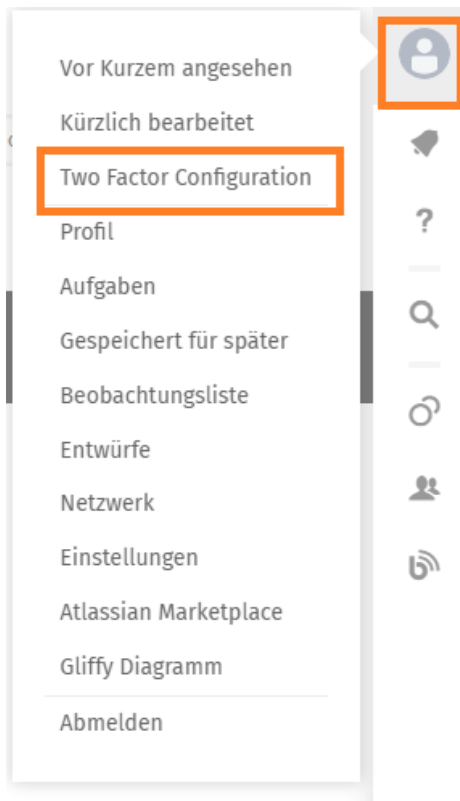 Vor Kurzem angesehen
Kürzlich bearbeitet
Two Factor Configuration
Profil
Aufgaben
Gespeichert für später
Beobachtungsliste
Entwürfe
Netzwerk
Einstellungen
Atlassian Marketplace
Gliffy Diagramm
Abmelden
?